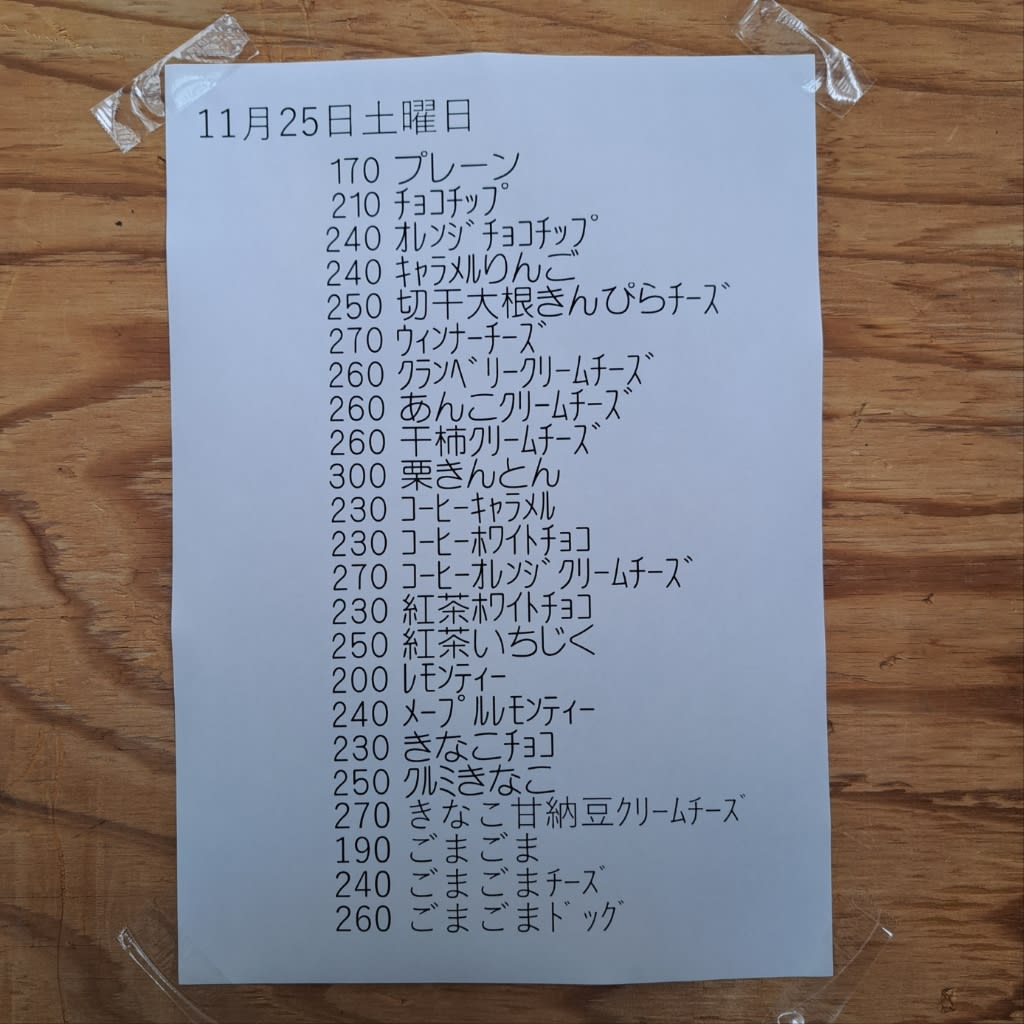 11月25日土曜日
170 プレーン
210 ﾁｮｺﾁｯﾌﾟ
240 ｵﾚﾝｼﾞﾁｮｺﾁｯﾌﾟ
240 ｷｬﾗﾒﾙりんご
250 切干大根きんぴらﾁｰｽﾞ
270 ｳｨﾝﾅｰﾁｰｽﾞ
260 ｸﾗﾝﾍﾞﾘｰｸﾘｰﾑﾁｰｽﾞ
260 あんこｸﾘｰﾑﾁｰｽﾞ
260 干柿ｸﾘｰﾑﾁｰｽﾞ
300 栗きんとん
230 ｺｰﾋｰｷｬﾗﾒﾙ
230 ｺｰﾋｰﾎﾜｲﾄﾁｮｺ
270 ｺｰﾋｰｵﾚﾝｼﾞｸﾘｰﾑﾁｰｽﾞ
230 紅茶ﾎﾜｲﾄﾁｮｺ
250 紅茶いちじく
200 ﾚﾓﾝﾃｨｰ
240 ﾒｰﾌﾟﾙﾚﾓﾝﾃｨｰ
230 きなこﾁｮｺ
250 ｸﾙﾐきなこ
270 きなこ甘納豆ｸﾘｰﾑﾁｰｽﾞ
190 ごまごま
240 ごまごまﾁｰｽﾞ
260 ごまごまﾄﾞｯｸﾞ